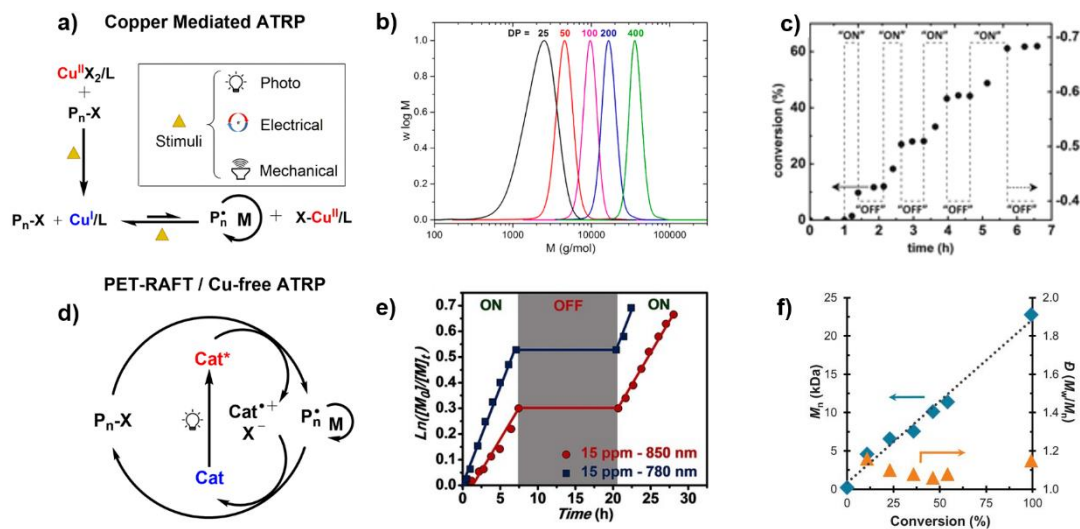 Copper Mediated ATRP
a)
Cu^II X₂/L
+
Pₙ-X
Stimuli
Photo
Electrical
Mechanical
Pₙ-X + Cu^I/L
Pₙ• M + X-Cu^II/L
b)
DP = 25 50 100 200 400
w log M
1.0
0.8
0.6
0.4
0.2
0.0
100 1000 10000 100000
M (g/mol)
c)
"ON" "ON" "ON" "ON"
conversion (%)
60
40
20
0
"OFF" "OFF" "OFF" "OFF"
-0.7
-0.6
-0.5
-0.4
0 1 2 3 4 5 6 7
time (h)
PET-RAFT / Cu-free ATRP
d)
Cat*
Pₙ-X
Cat•+
X⁻
Pₙ• M
Cat
e)
ON OFF ON
Ln([M₀]/[M]ₜ)
0.7
0.6
0.5
0.4
0.3
0.2
0.1
0.0
15 ppm - 850 nm
15 ppm - 780 nm
0 5 10 15 20 25 30
Time (h)
f)
Mₙ (kDa)
25
20
15
10
5
0
2.0
1.8
1.6
1.4
1.2
1.0
Đ (M_w/Mₙ)
0 25 50 75 100
Conversion (%)